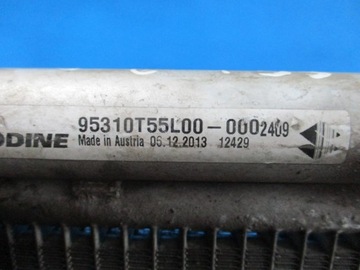 ODINE 95310T55L00-0002409
Made in Austria 05.12.2013 12429